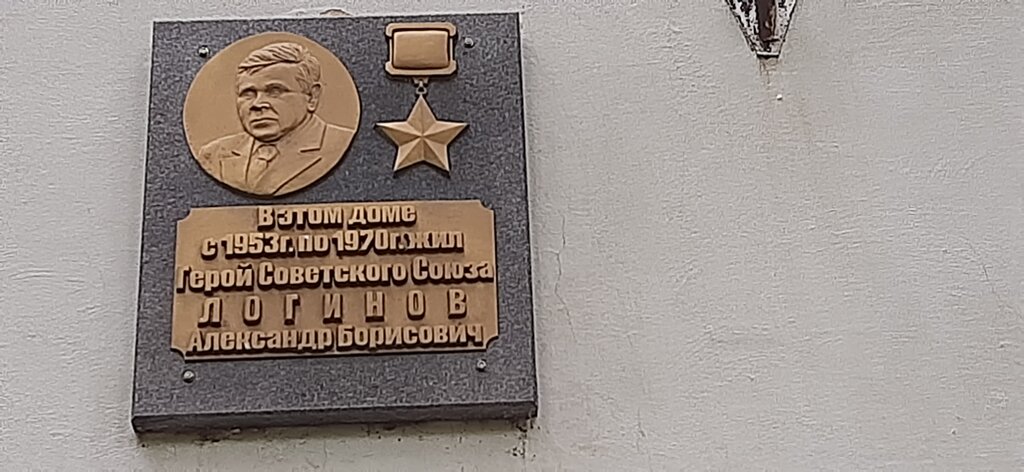 В этом доме
с 1953г. по 1970г. жил
Герой Советского Союза
ЛОГИНОВ
Александр Борисович